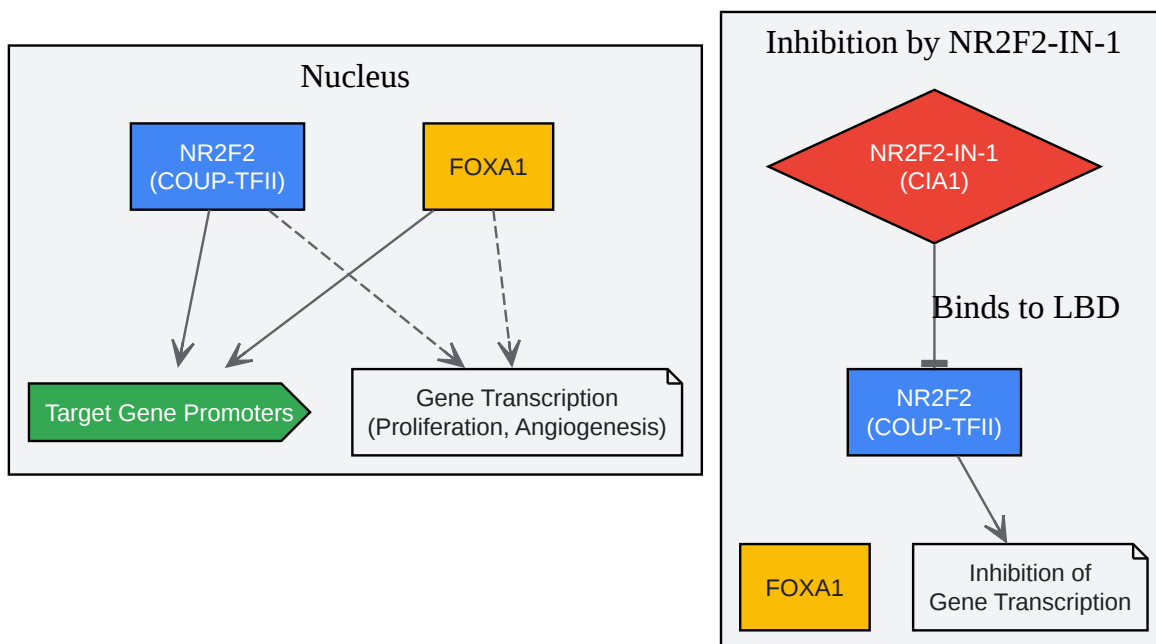 Nucleus
NR2F2
(COUP-TFII)
FOXA1
Target Gene Promoters
Gene Transcription
(Proliferation, Angiogenesis)
Inhibition by NR2F2-IN-1
NR2F2-IN-1
(CIA1)
Binds to LBD
NR2F2
(COUP-TFII)
FOXA1
Inhibition of
Gene Transcription